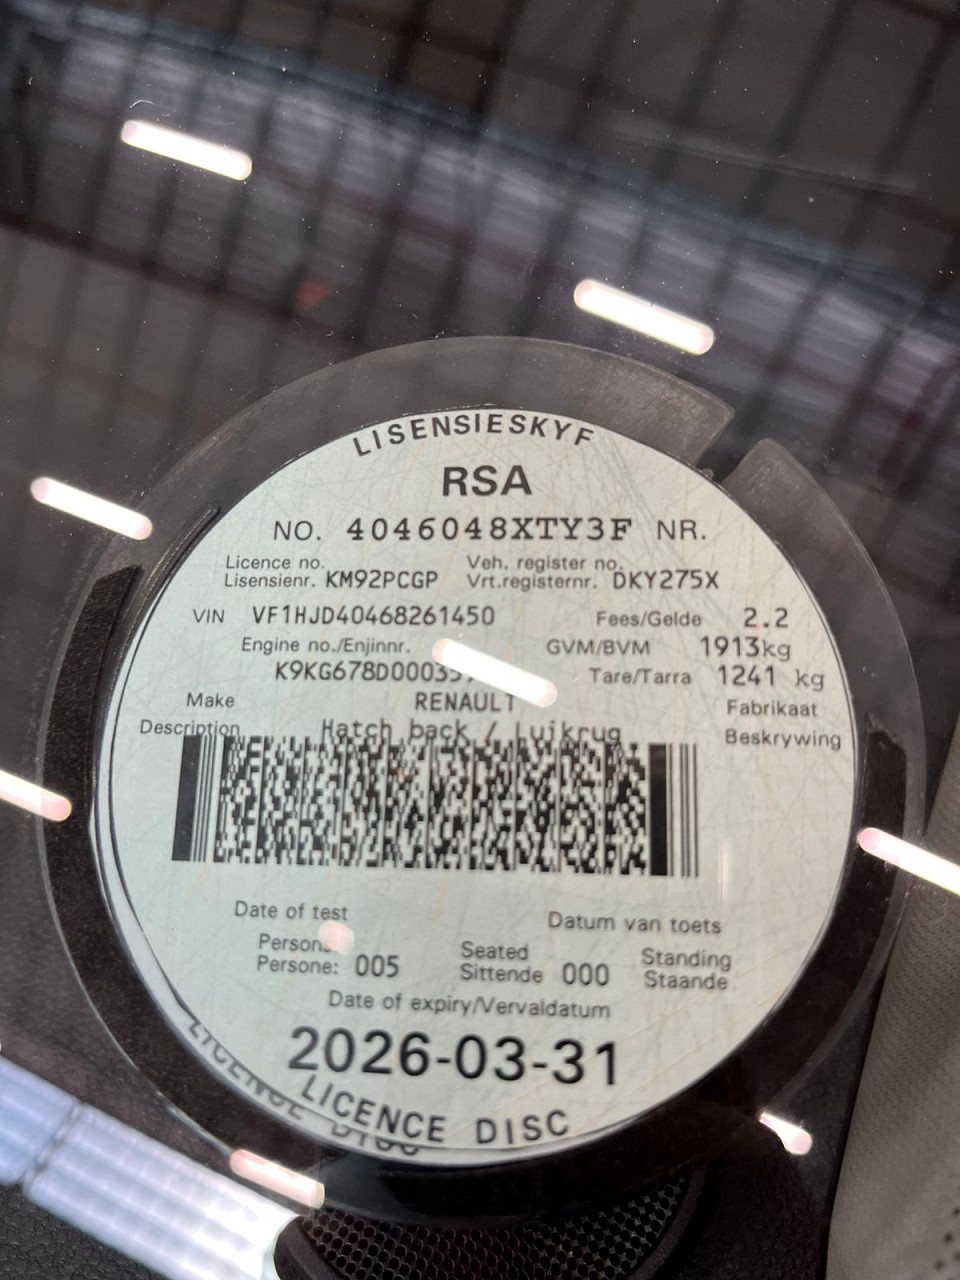 LISENSIESKYF
RSA
NO. 4046048XTY3F NR.
Licence no. Veh. register no.
Lisensienr. KM92PCGP Vrt.registernr. DKY275X
VIN VF1HJD40468261450 Fees/Gelde 2.2
Engine no./Enjinnr. GVM/BVM 1913kg
Tare/Tarra 1241 kg
Make RENAULT Fabrikaat
Description Hatch back / Luikrug Beskrywing
Date of test Datum van toets
Seated Standing
Persone: 005 Sittende 000 Staande
Date of expiry/Vervaldatum
2026-03-31
LICENCE DISC
LICENCE DISC